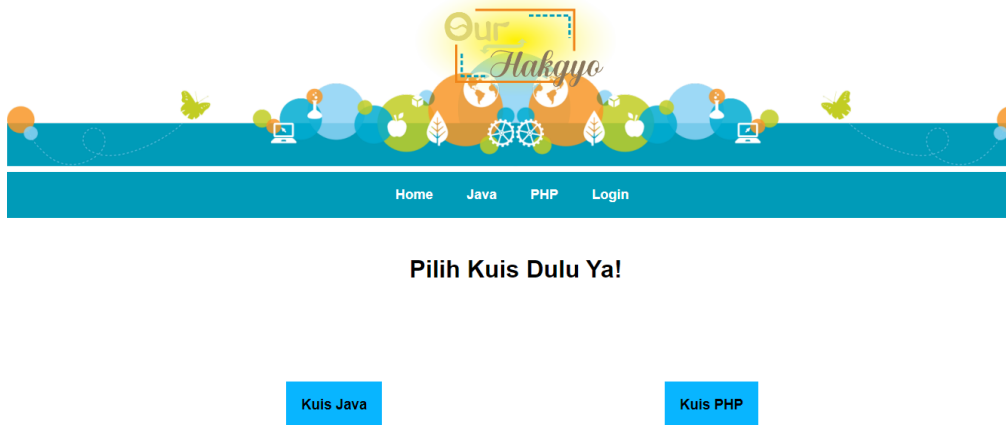 Our
Hakgyo
Home Java PHP Login
Pilih Kuis Dulu Ya!
Kuis Java Kuis PHP